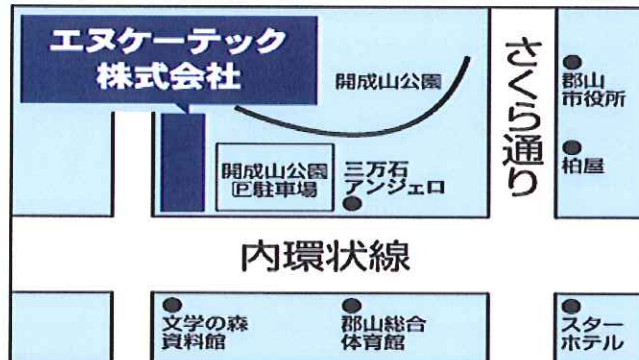 エヌケーテック
株式会社
開成山公園
さくら通り
郡山
市役所
柏屋
開成山公園
🄿駐車場
三万石
アンジェロ
内環状線
文学の森
資料館
郡山総合
体育館
スター
ホテル